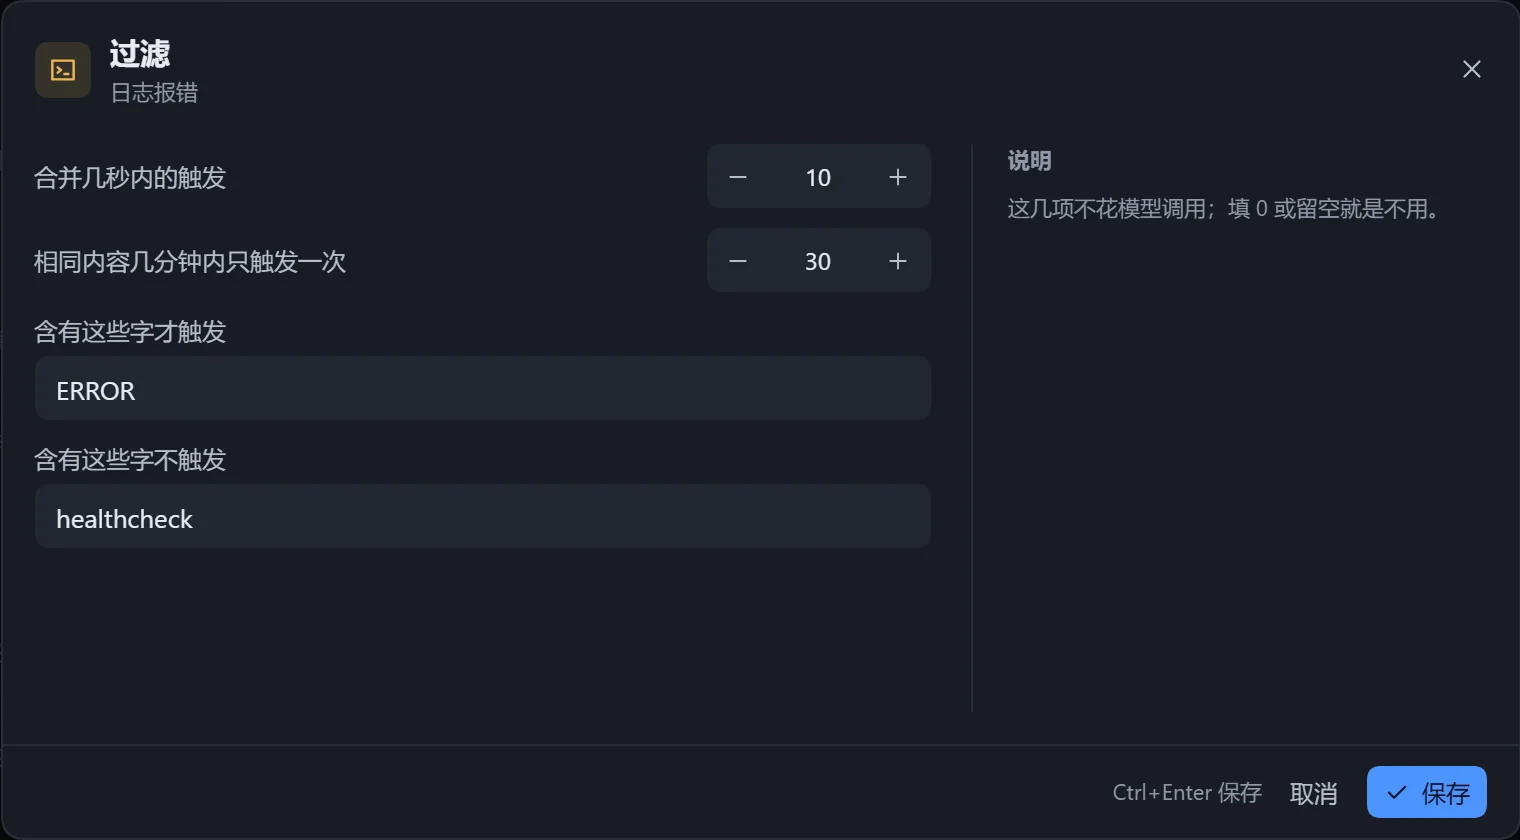 过滤
日志报错
合并几秒内的触发
10
相同内容几分钟内只触发一次
30
含有这些字才触发
ERROR
含有这些字不触发
healthcheck
说明
这几项不花模型调用；填 0 或留空就是不用。
Ctrl+Enter 保存
取消
保存